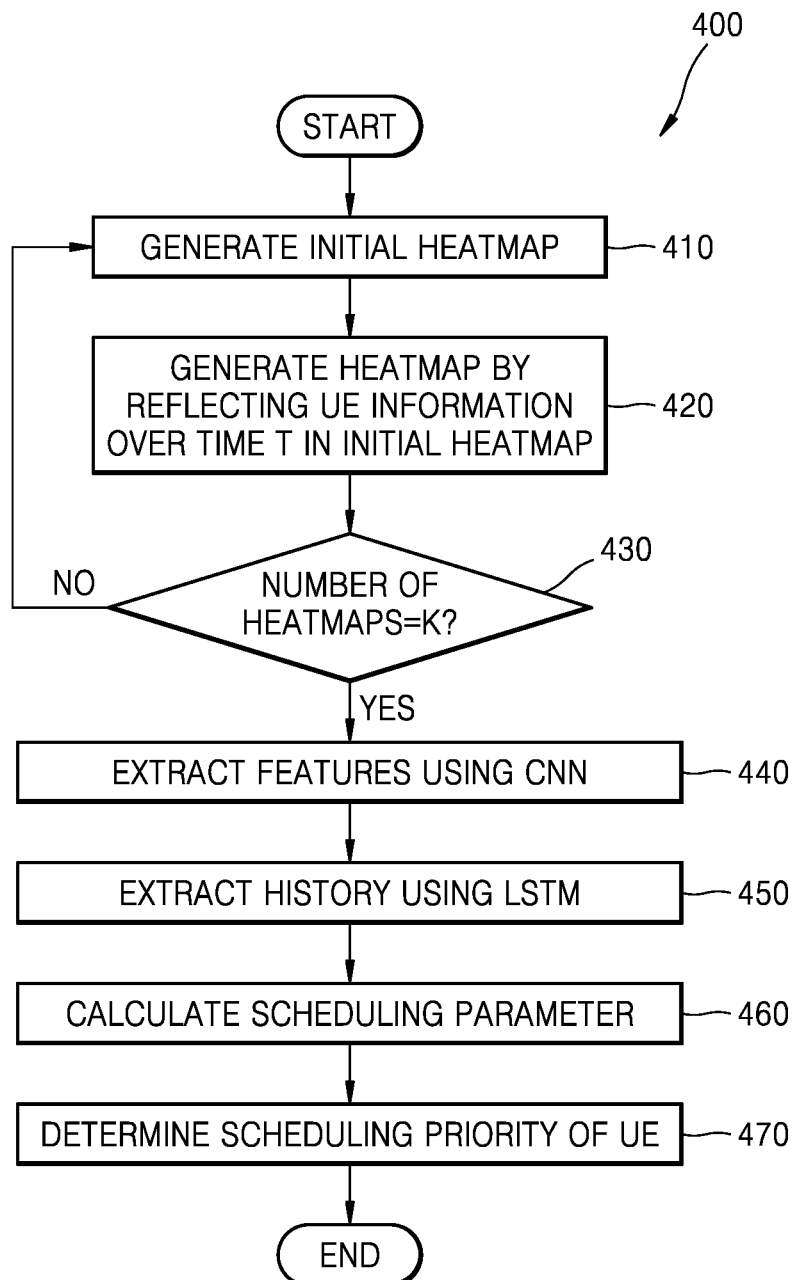 400
START
GENERATE INITIAL HEATMAP
410
GENERATE HEATMAP BY
REFLECTING UE INFORMATION
OVER TIME T IN INITIAL HEATMAP
420
430
NUMBER OF
HEATMAPS=K?
NO
YES
EXTRACT FEATURES USING CNN
440
EXTRACT HISTORY USING LSTM
450
CALCULATE SCHEDULING PARAMETER
460
DETERMINE SCHEDULING PRIORITY OF UE
470
END